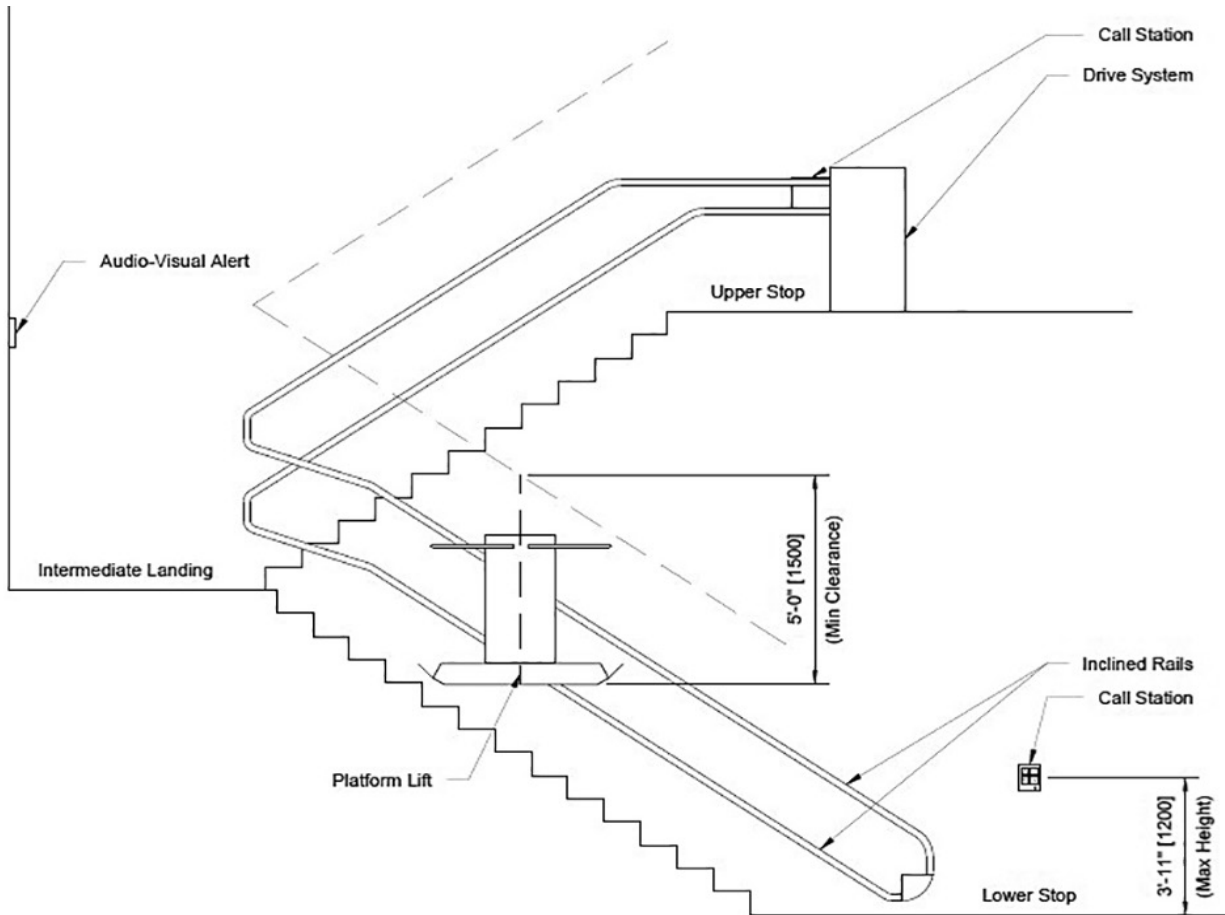 Call Station
Drive System
Audio-Visual Alert
Upper Stop
5'-0" [1500]
(Min Clearance)
Intermediate Landing
Inclined Rails
Call Station
Platform Lift
3'-11" [1200]
(Max Height)
Lower Stop